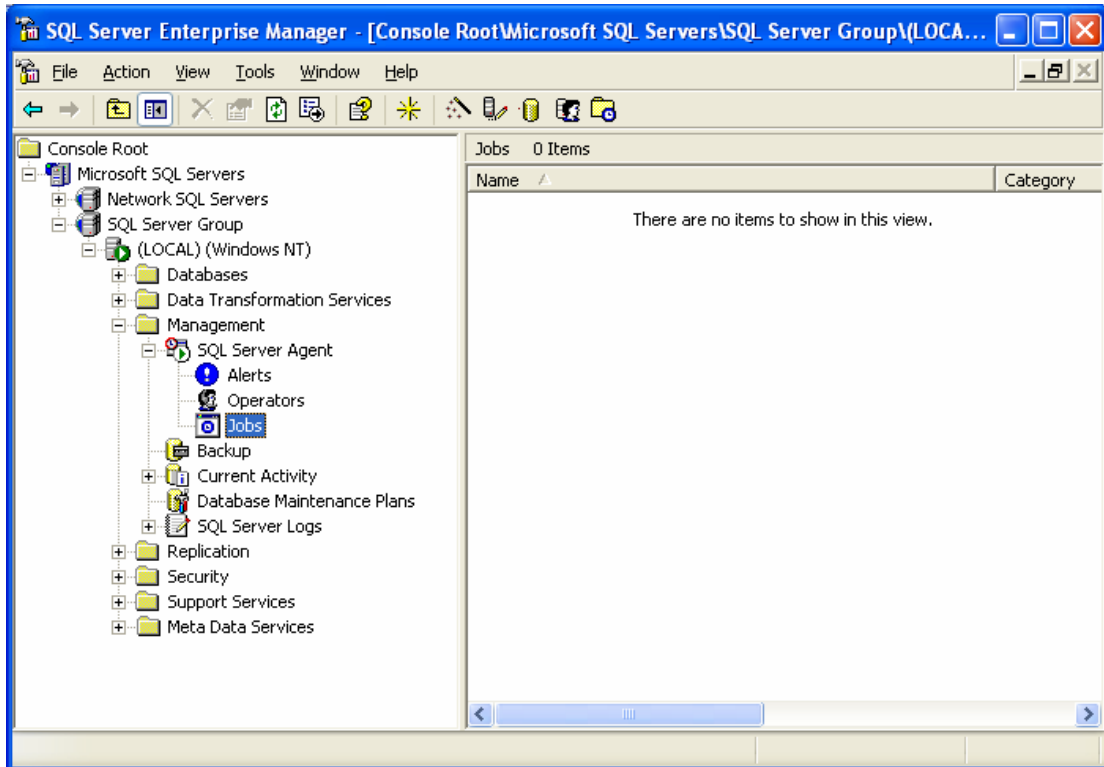 SQL Server Enterprise Manager - [Console Root\Microsoft SQL Servers\SQL Server Group\(LOCA...
File Action View Tools Window Help
Console Root
Microsoft SQL Servers
Network SQL Servers
SQL Server Group
(LOCAL) (Windows NT)
Databases
Data Transformation Services
Management
SQL Server Agent
Alerts
Operators
Jobs
Backup
Current Activity
Database Maintenance Plans
SQL Server Logs
Replication
Security
Support Services
Meta Data Services
Jobs 0 Items
Name Category
There are no items to show in this view.